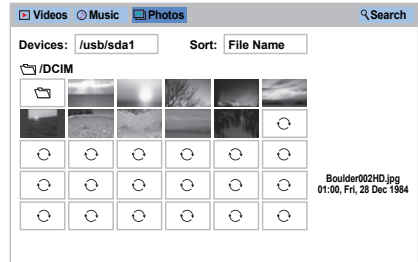 Videos Music Photos Search
Devices: /usb/sda1 Sort: File Name
/DCIM
Boulder002HD.jpg
01:00, Fri, 28 Dec 1984